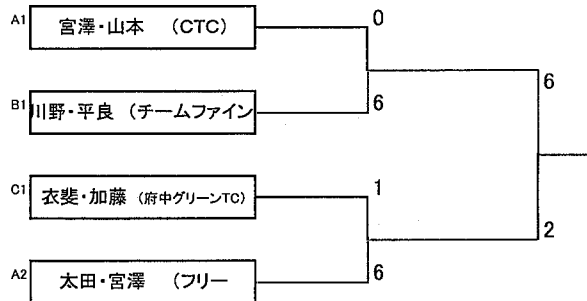 A1 宮澤・山本 (CTC) 0
6
B1 川野・平良 (チームファイン 6
C1 衣斐・加藤 (府中グリーンTC) 1
2
A2 太田・宮澤 (フリー 6